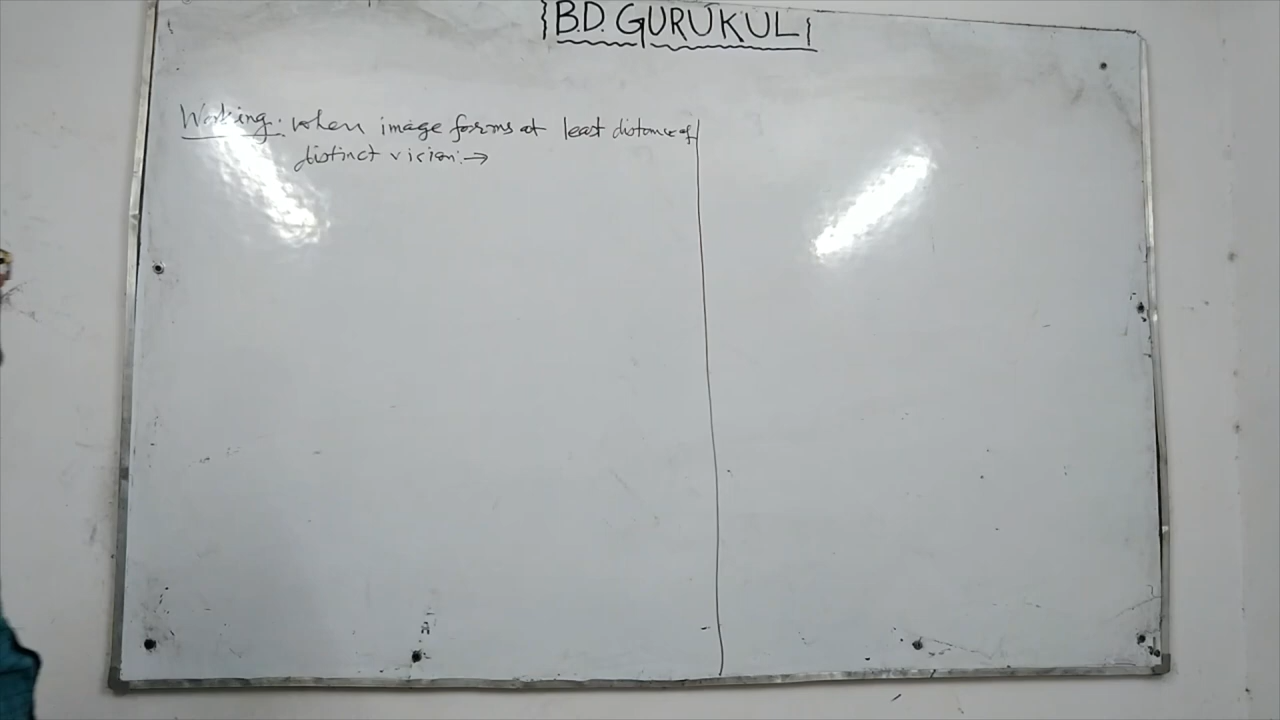 B.D. GURUKUL
Working: when image forms at least distance of
distinct vision :→